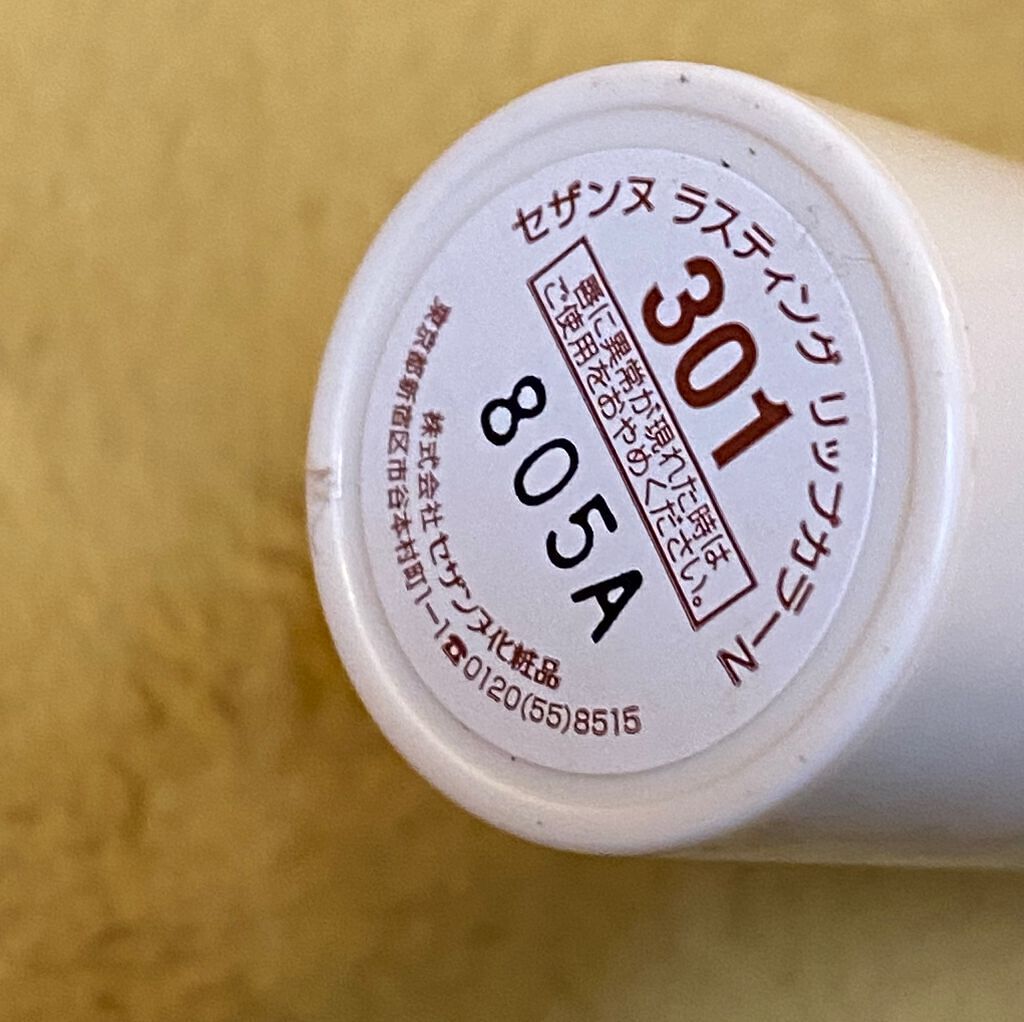 セザンヌ ラスティング リップカラーN
301
唇に異常が現れた時は
ご使用をおやめください。
805A
株式会社 セザンヌ化粧品
東京都新宿区市谷本村町1-1☎0120(55)8515